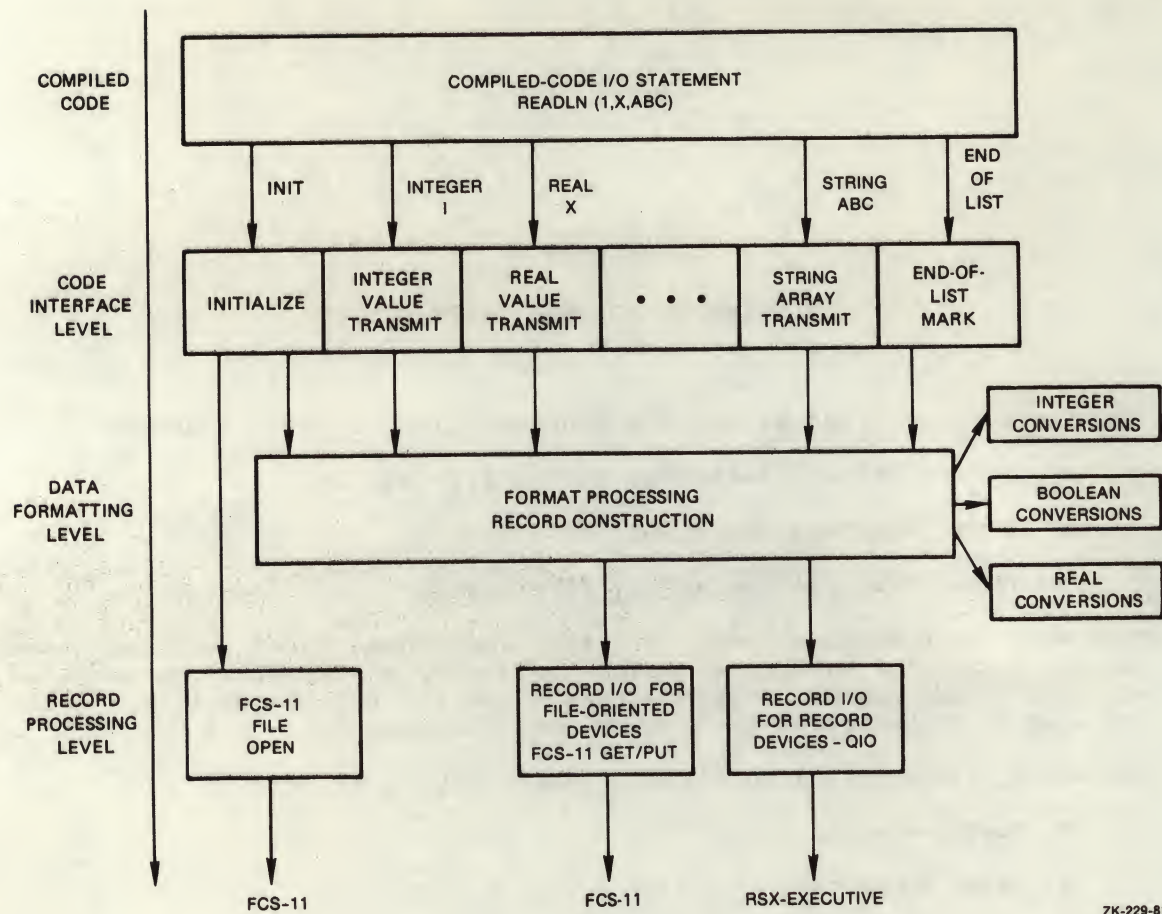 COMPILED
CODE
COMPILED-CODE I/O STATEMENT
READLN (1,X,ABC)
INIT
INTEGER
I
REAL
X
STRING
ABC
END
OF
LIST
CODE
INTERFACE
LEVEL
INITIALIZE
INTEGER
VALUE
TRANSMIT
REAL
VALUE
TRANSMIT
• • •
STRING
ARRAY
TRANSMIT
END-OF-
LIST
MARK
DATA
FORMATTING
LEVEL
FORMAT PROCESSING
RECORD CONSTRUCTION
INTEGER
CONVERSIONS
BOOLEAN
CONVERSIONS
REAL
CONVERSIONS
RECORD
PROCESSING
LEVEL
FCS-11
FILE
OPEN
RECORD I/O FOR
FILE-ORIENTED
DEVICES
FCS-11 GET/PUT
RECORD I/O
FOR RECORD
DEVICES - QIO
FCS-11
FCS-11
RSX-EXECUTIVE
ZK-229-8